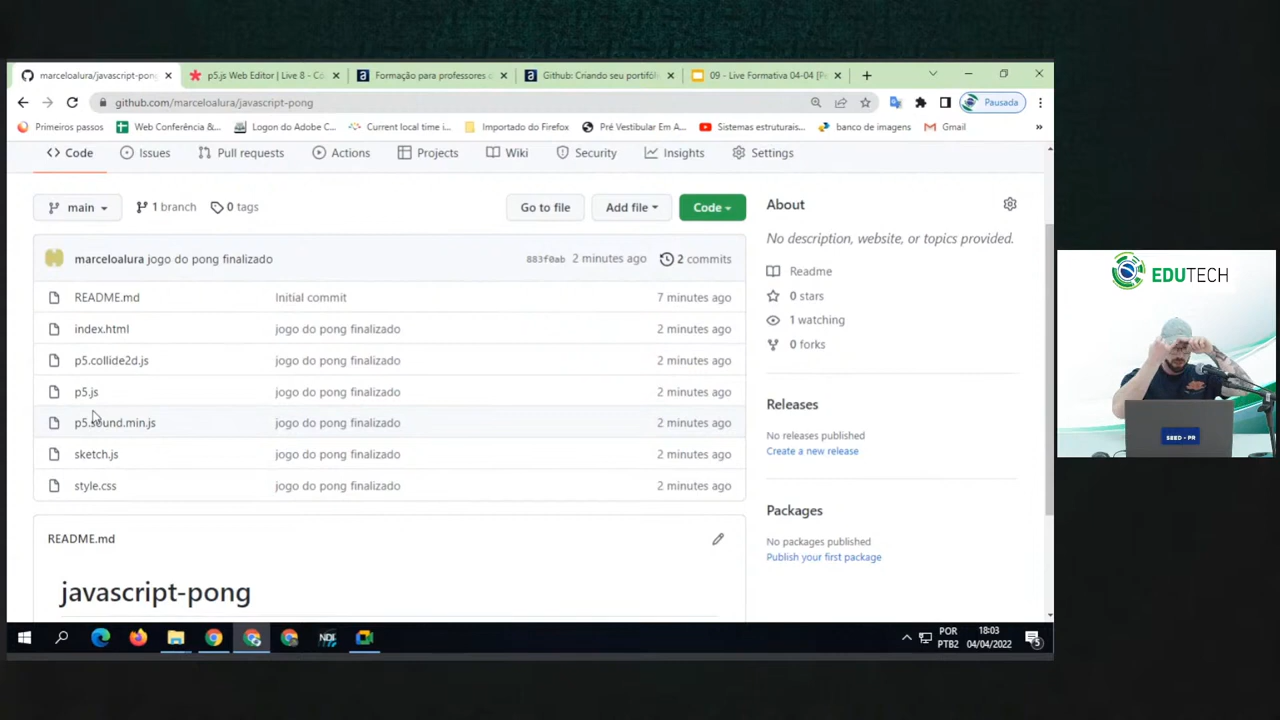 marceloalura/javascript-pong
p5.js Web Editor | Live 8 - Có
Formação para professores d
Github: Criando seu portifól
09 - Live Formativa 04-04 [P
github.com/marceloalura/javascript-pong
Pausada
Primeiros passos
Web Conferência &...
Logon do Adobe C...
Current local time i...
Importado do Firefox
Pré Vestibular Em A...
Sistemas estruturais...
banco de imagens
Gmail
»
<> Code
Issues
Pull requests
Actions
Projects
Wiki
Security
Insights
Settings
main
1 branch
0 tags
Go to file
Add file
Code
marceloalura jogo do pong finalizado
883f0ab 2 minutes ago
2 commits
README.md Initial commit 7 minutes ago
index.html jogo do pong finalizado 2 minutes ago
p5.collide2d.js jogo do pong finalizado 2 minutes ago
p5.js jogo do pong finalizado 2 minutes ago
p5.sound.min.js jogo do pong finalizado 2 minutes ago
sketch.js jogo do pong finalizado 2 minutes ago
style.css jogo do pong finalizado 2 minutes ago
README.md
javascript-pong
About
No description, website, or topics provided.
Readme
0 stars
1 watching
0 forks
Releases
No releases published
Create a new release
Packages
No packages published
Publish your first package
EDUTECH
SEED - PR
NDI
POR
PTB2
18:03
04/04/2022
5